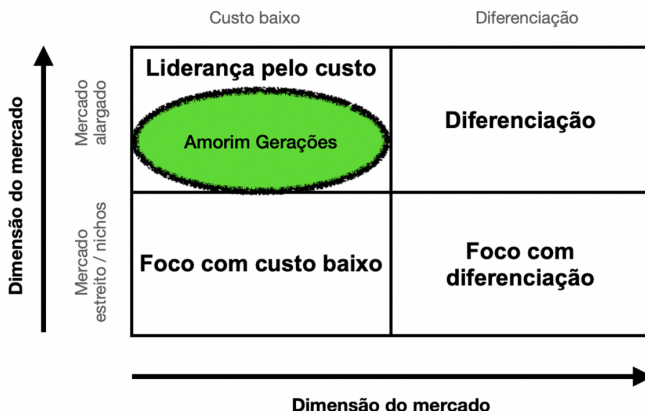 Custo baixo
Diferenciação
Dimensão do mercado
Mercado
alargado
Liderança pelo custo
Amorim Gerações
Diferenciação
Mercado
estreito / nichos
Foco com custo baixo
Foco com
diferenciação
Dimensão do mercado